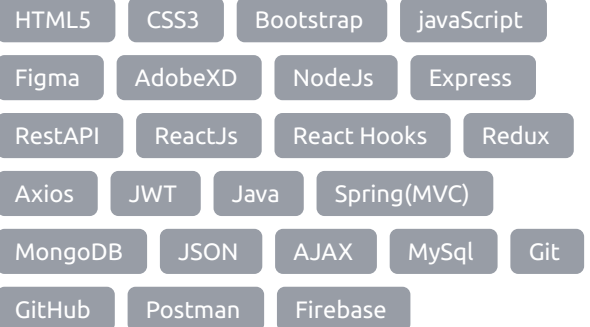 HTML5 CSS3 Bootstrap javaScript
Figma AdobeXD NodeJs Express
RestAPI ReactJs React Hooks Redux
Axios JWT Java Spring(MVC)
MongoDB JSON AJAX MySql Git
GitHub Postman Firebase